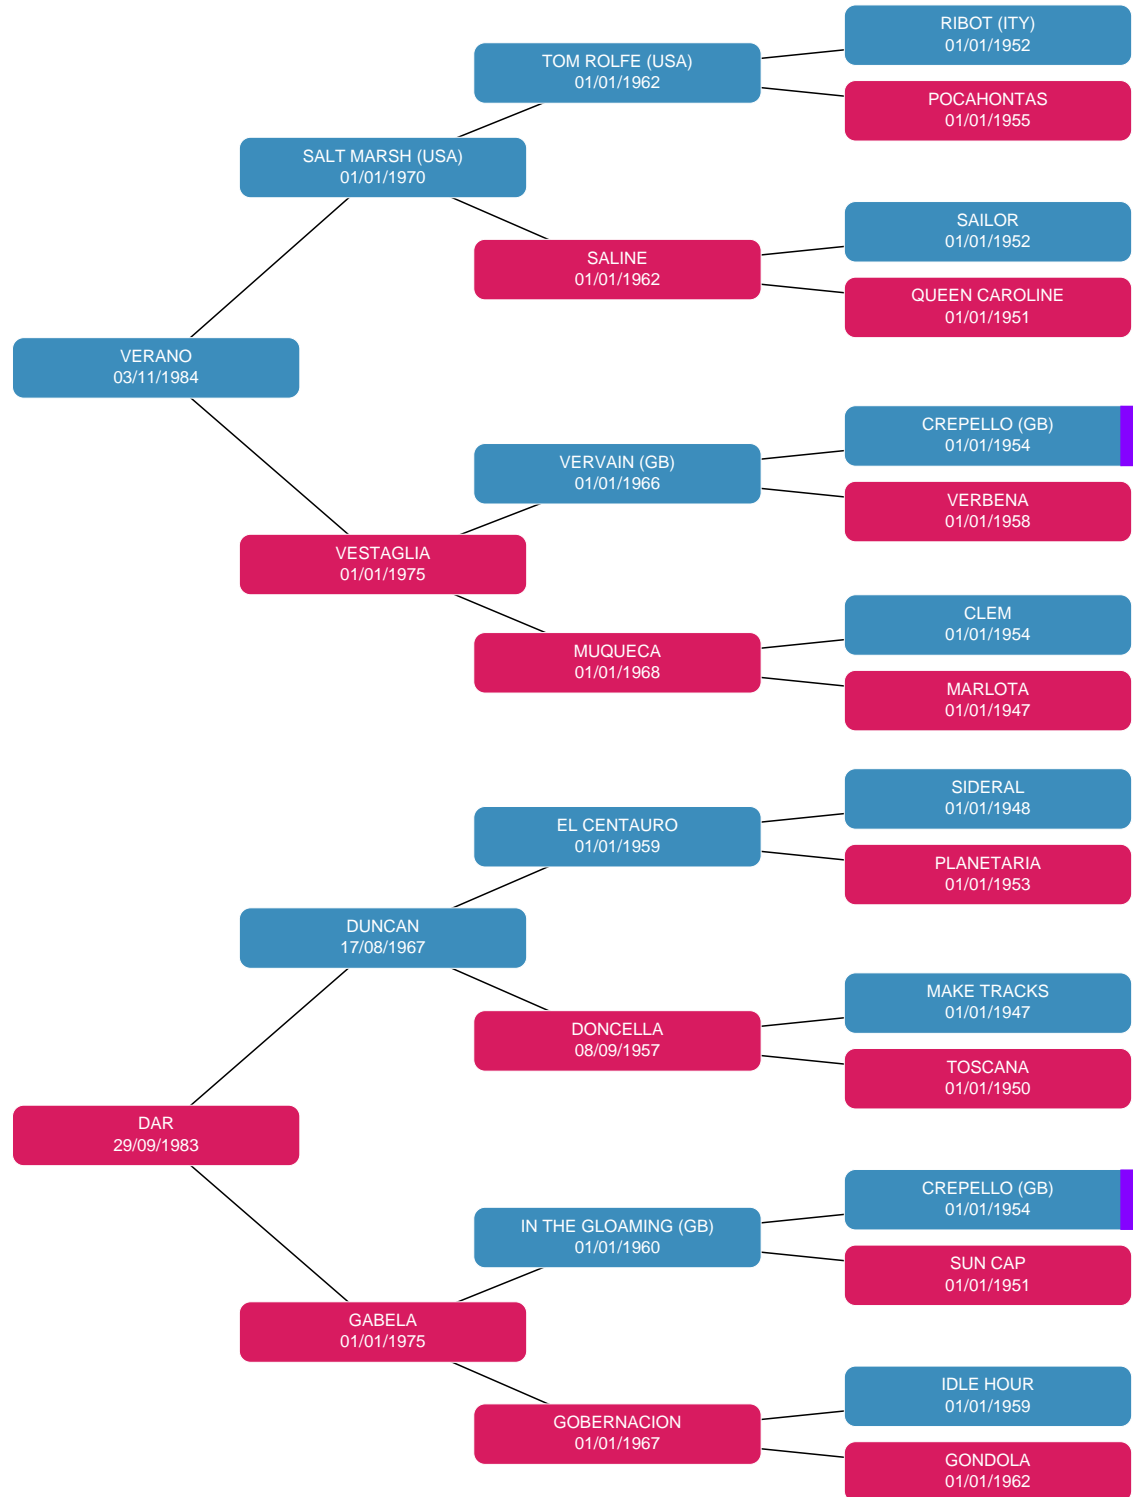 RIBOT (ITY)
01/01/1952
TOM ROLFE (USA)
01/01/1962
POCAHONTAS
01/01/1955
SALT MARSH (USA)
01/01/1970
SAILOR
01/01/1952
SALINE
01/01/1962
QUEEN CAROLINE
01/01/1951
VERANO
03/11/1984
CREPELLO (GB)
01/01/1954
VERVAIN (GB)
01/01/1966
VERBENA
01/01/1958
VESTAGLIA
01/01/1975
CLEM
01/01/1954
MUQUECA
01/01/1968
MARLOTA
01/01/1947
SIDERAL
01/01/1948
EL CENTAURO
01/01/1959
PLANETARIA
01/01/1953
DUNCAN
17/08/1967
MAKE TRACKS
01/01/1947
DONCELLA
08/09/1957
TOSCANA
01/01/1950
DAR
29/09/1983
CREPELLO (GB)
01/01/1954
IN THE GLOAMING (GB)
01/01/1960
SUN CAP
01/01/1951
GABELA
01/01/1975
IDLE HOUR
01/01/1959
GOBERNACION
01/01/1967
GONDOLA
01/01/1962